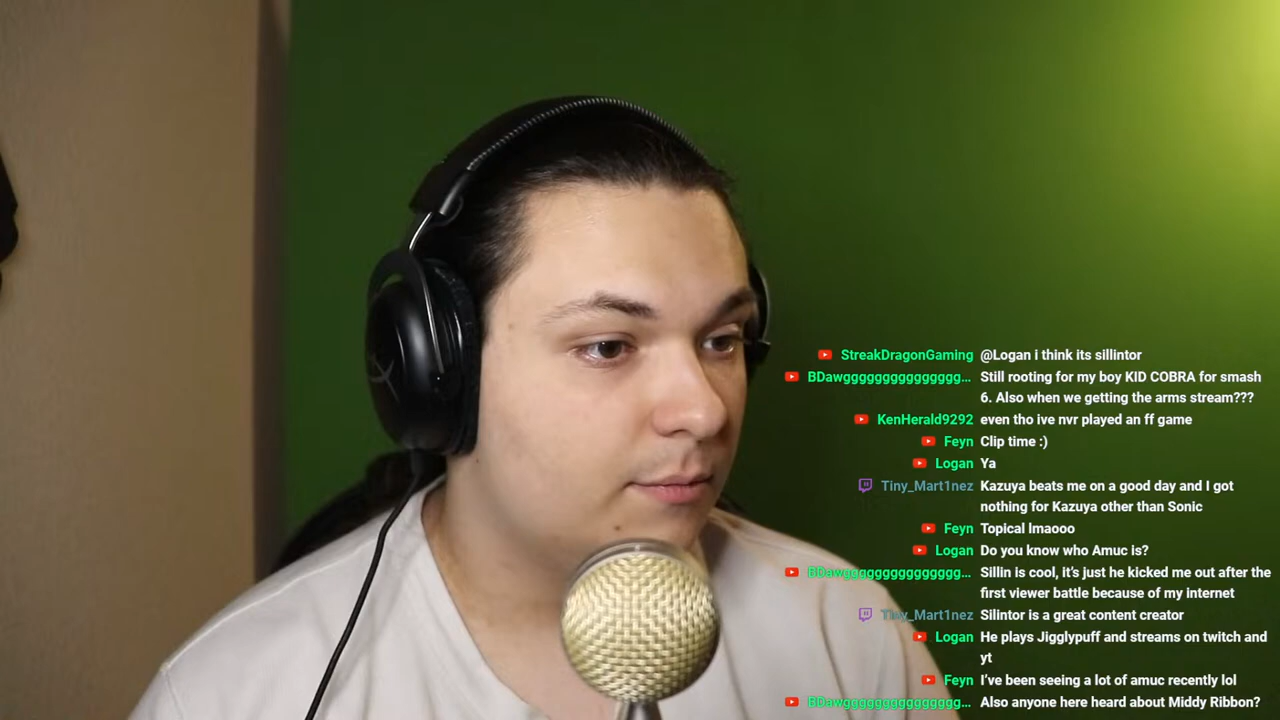 StreakDragonGaming @Logan i think its sillintor
BDawggggggggggggggg... Still rooting for my boy KID COBRA for smash
6. Also when we getting the arms stream???
KenHerald9292 even tho ive nvr played an ff game
Feyn Clip time :)
Logan Ya
Tiny_Mart1nez Kazuya beats me on a good day and I got
nothing for Kazuya other than Sonic
Feyn Topical lmaooo
Logan Do you know who Amuc is?
BDawggggggggggggggg... Sillin is cool, it's just he kicked me out after the
first viewer battle because of my internet
Tiny_Mart1nez Silintor is a great content creator
Logan He plays Jigglypuff and streams on twitch and
yt
Feyn I've been seeing a lot of amuc recently lol
BDawggggggggggggggg... Also anyone here heard about Middy Ribbon?